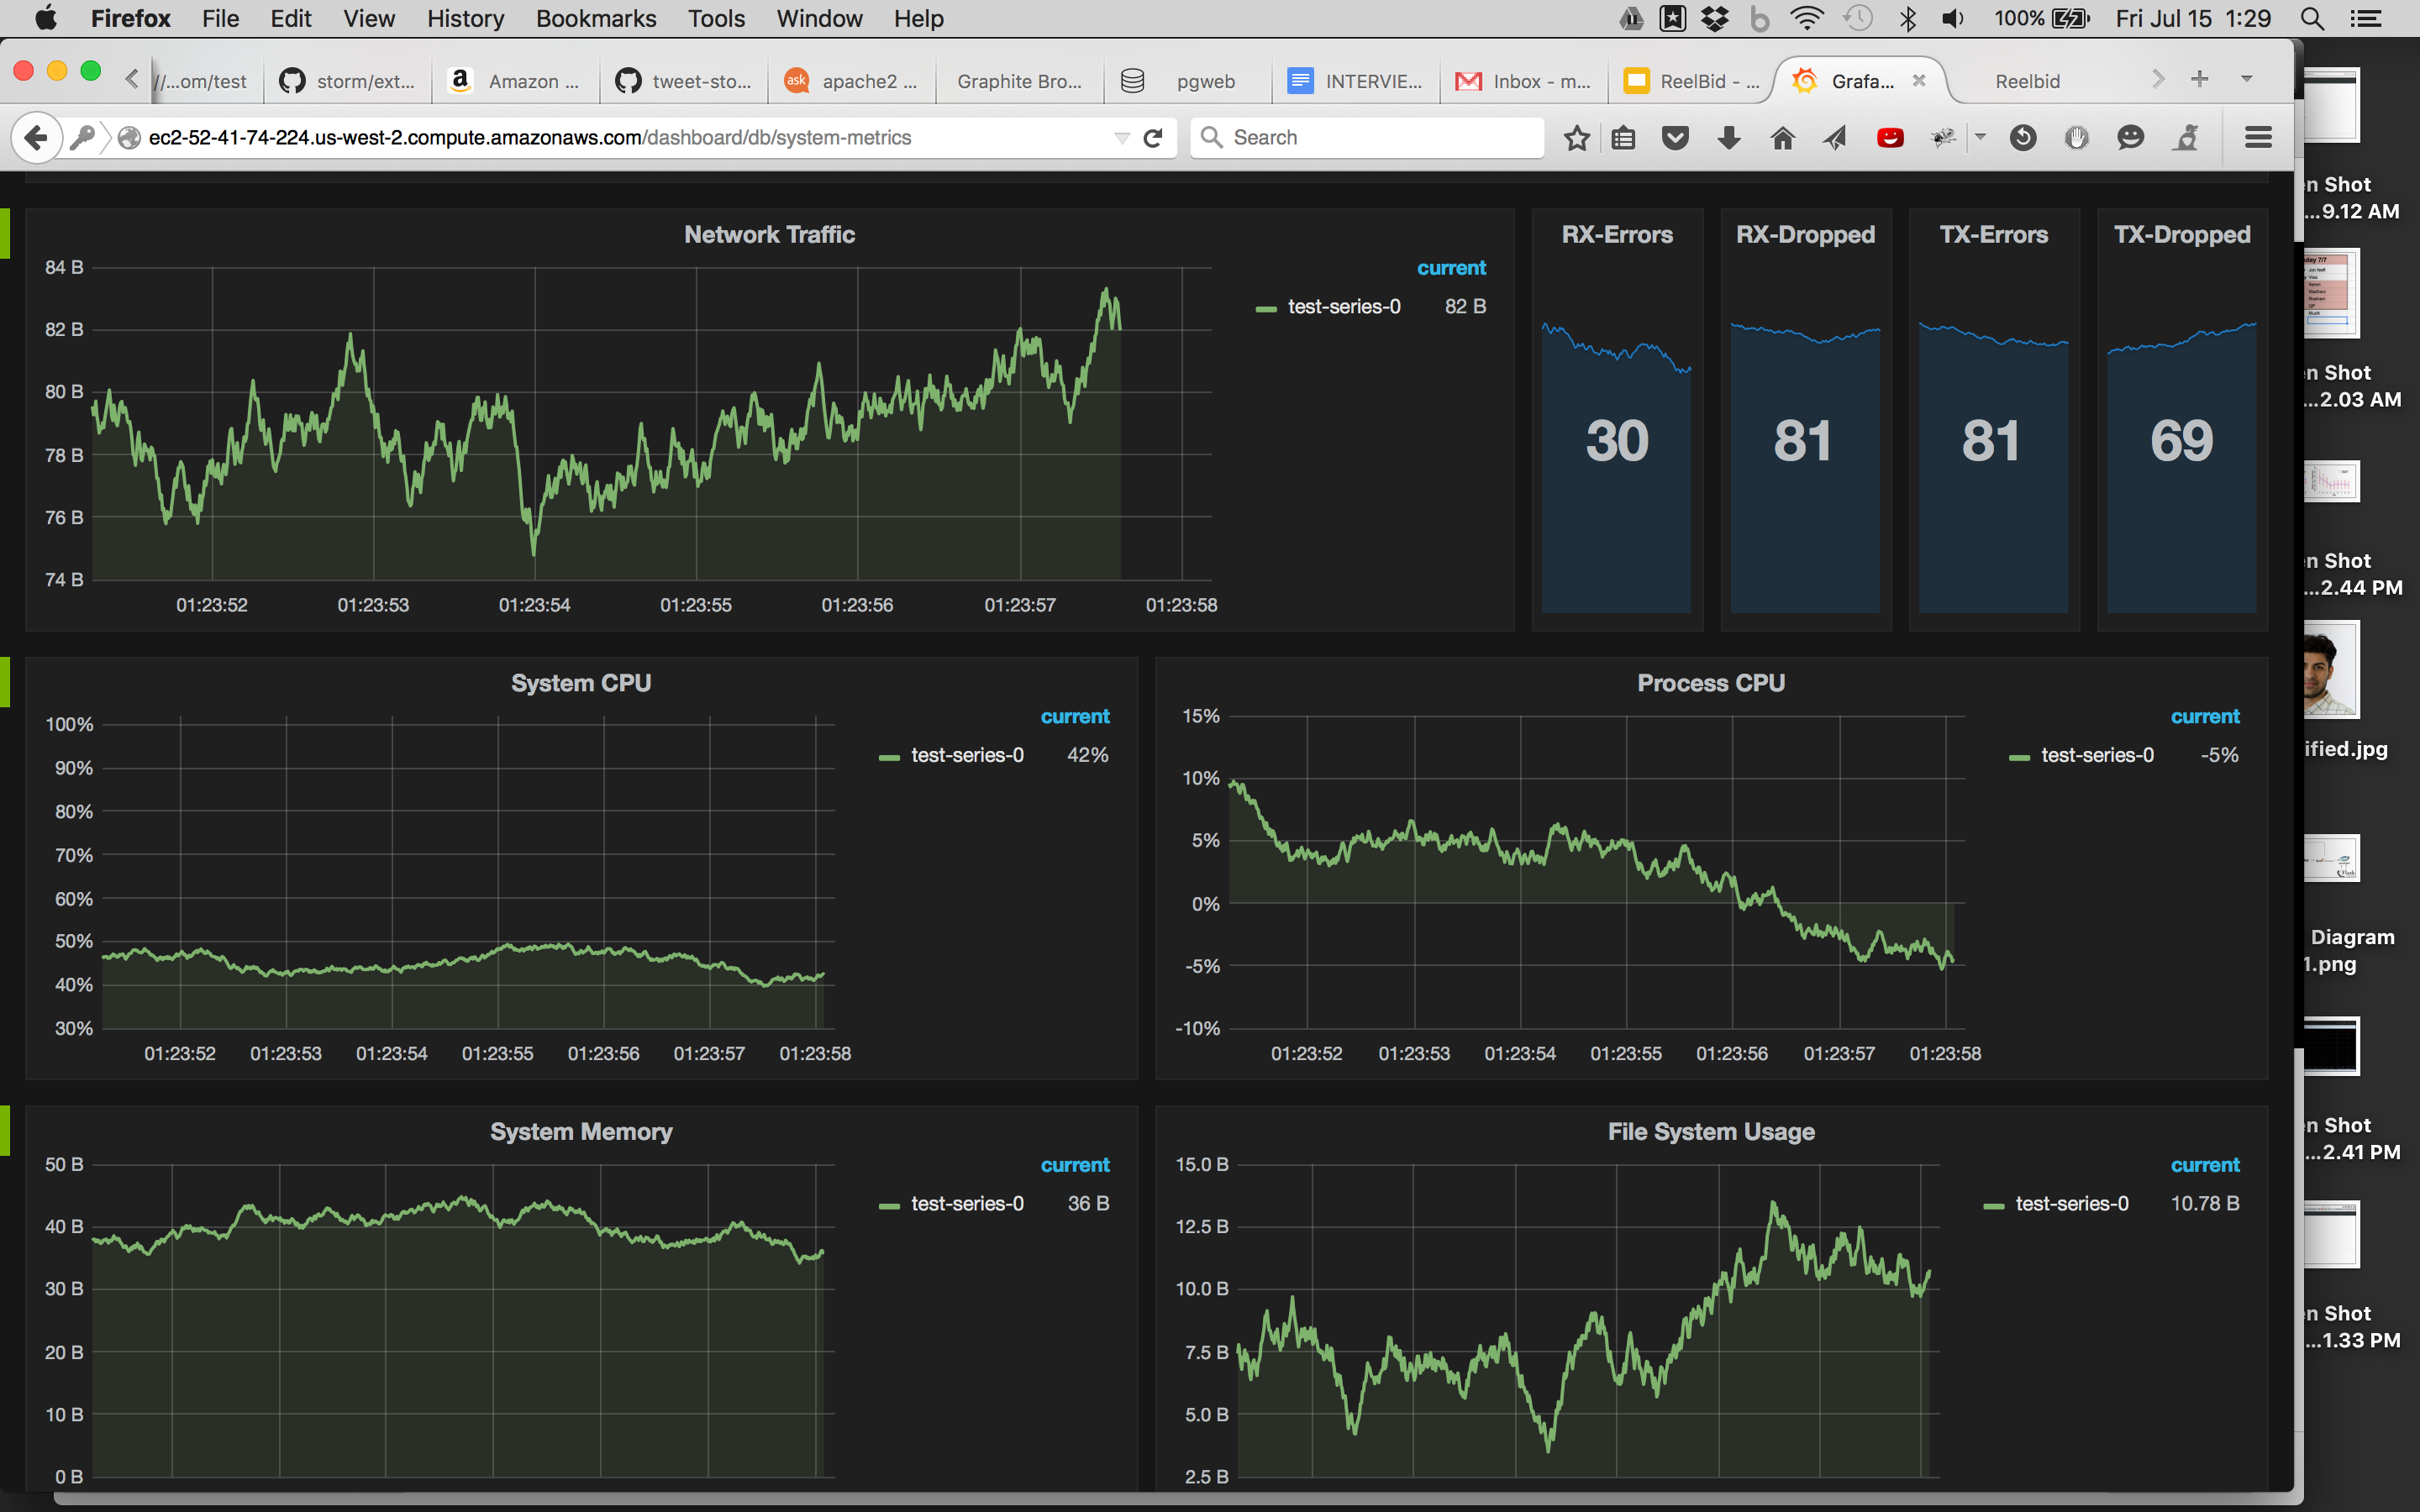 Firefox File Edit View History Bookmarks Tools Window Help 100% Fri Jul 15 1:29
//...om/test storm/ext... Amazon ... tweet-sto... ask apache2 ... Graphite Bro... pgweb INTERVIE... Inbox - m... ReelBid - ... Grafa... Reelbid
ec2-52-41-74-224.us-west-2.compute.amazonaws.com/dashboard/db/system-metrics Search
Network Traffic
84 B
82 B
80 B
78 B
76 B
74 B
01:23:52 01:23:53 01:23:54 01:23:55 01:23:56 01:23:57 01:23:58
current
test-series-0 82 B
RX-Errors
30
RX-Dropped
81
TX-Errors
81
TX-Dropped
69
System CPU
100%
90%
80%
70%
60%
50%
40%
30%
01:23:52 01:23:53 01:23:54 01:23:55 01:23:56 01:23:57 01:23:58
current
test-series-0 42%
Process CPU
15%
10%
5%
0%
-5%
-10%
01:23:52 01:23:53 01:23:54 01:23:55 01:23:56 01:23:57 01:23:58
current
test-series-0 -5%
System Memory
50 B
40 B
30 B
20 B
10 B
0 B
current
test-series-0 36 B
File System Usage
15.0 B
12.5 B
10.0 B
7.5 B
5.0 B
2.5 B
current
test-series-0 10.78 B
en Shot
...9.12 AM
en Shot
...2.03 AM
en Shot
...2.44 PM
ified.jpg
Diagram
1.png
en Shot
...2.41 PM
en Shot
...1.33 PM